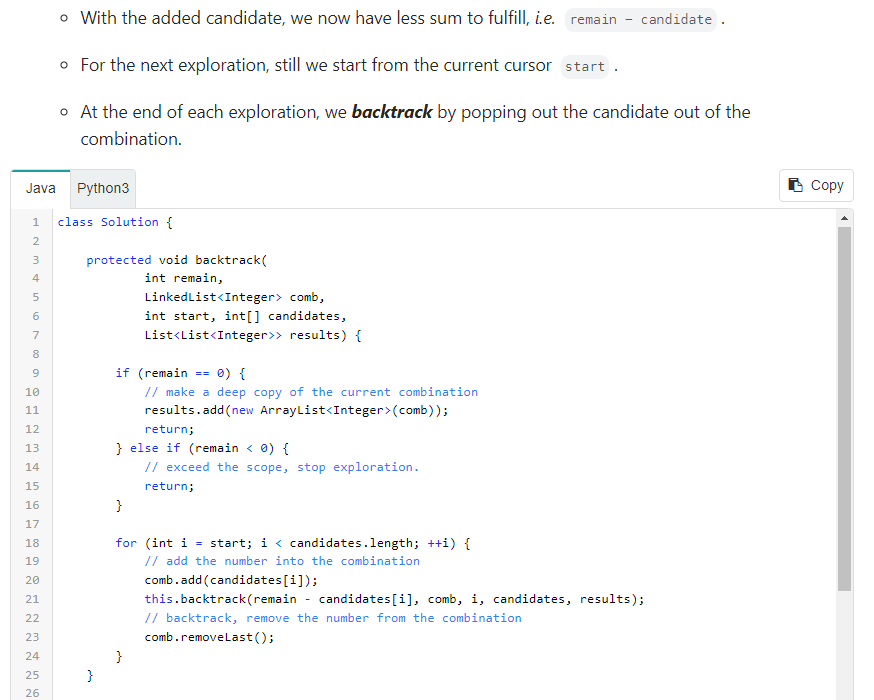 With the added candidate, we now have less sum to fulfill, i.e. remain - candidate .
For the next exploration, still we start from the current cursor start .
At the end of each exploration, we backtrack by popping out the candidate out of the
combination.
Java Python3 Copy
1 class Solution {
2
3     protected void backtrack(
4             int remain,
5             LinkedList<Integer> comb,
6             int start, int[] candidates,
7             List<List<Integer>> results) {
8
9         if (remain == 0) {
10             // make a deep copy of the current combination
11             results.add(new ArrayList<Integer>(comb));
12             return;
13         } else if (remain < 0) {
14             // exceed the scope, stop exploration.
15             return;
16         }
17
18         for (int i = start; i < candidates.length; ++i) {
19             // add the number into the combination
20             comb.add(candidates[i]);
21             this.backtrack(remain - candidates[i], comb, i, candidates, results);
22             // backtrack, remove the number from the combination
23             comb.removeLast();
24         }
25     }
26